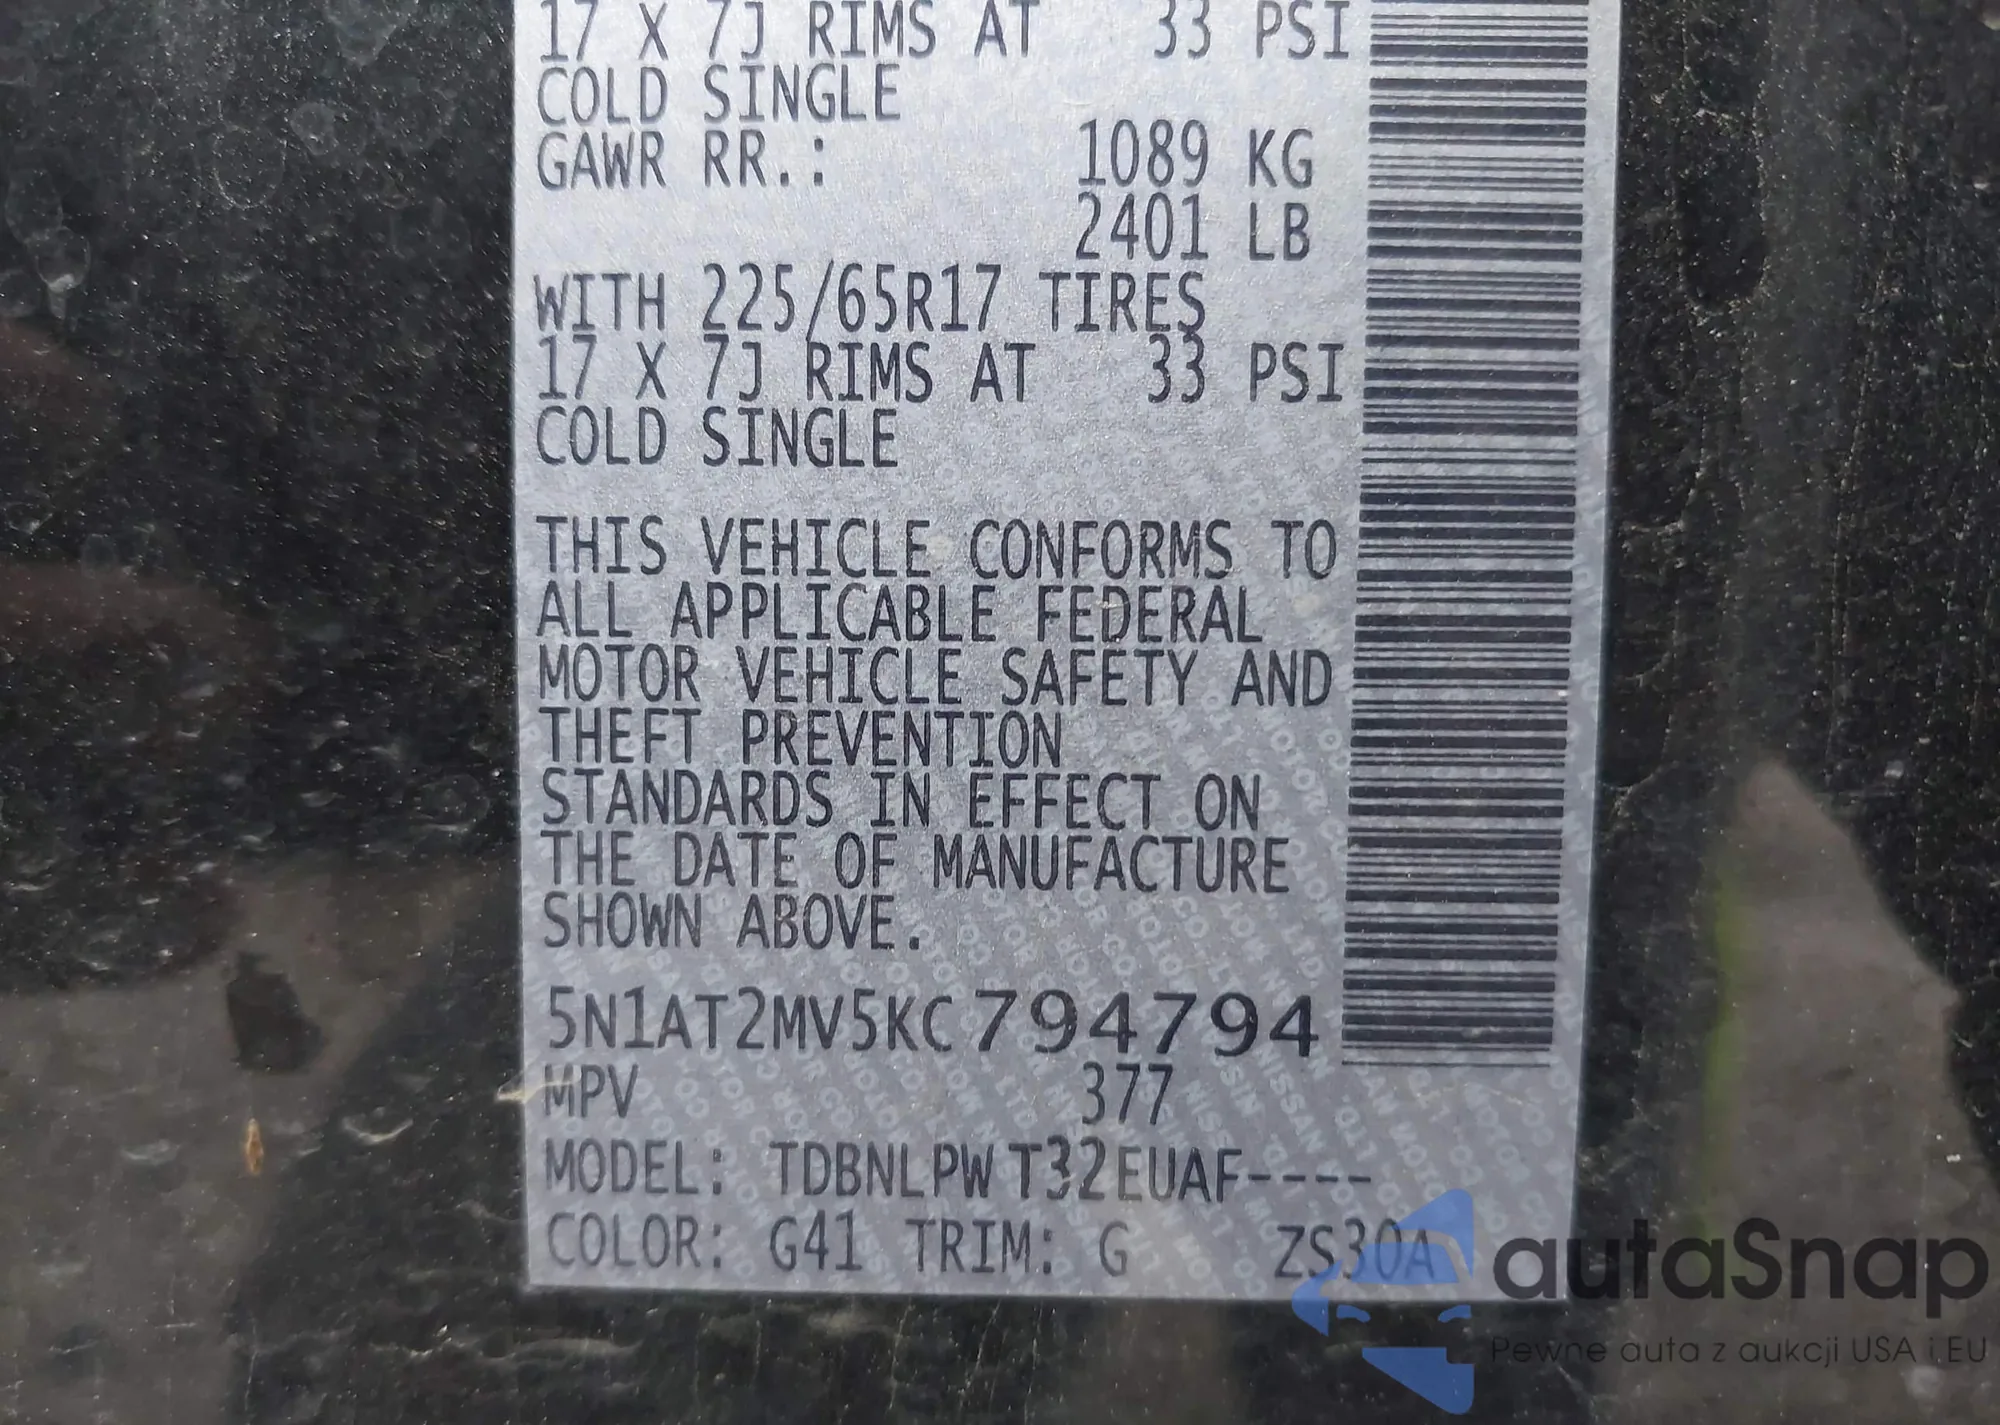 17 X 7J RIMS AT 33 PSI
COLD SINGLE
GAWR RR.: 1089 KG
2401 LB
WITH 225/65R17 TIRES
17 X 7J RIMS AT 33 PSI
COLD SINGLE
THIS VEHICLE CONFORMS TO
ALL APPLICABLE FEDERAL
MOTOR VEHICLE SAFETY AND
THEFT PREVENTION
STANDARDS IN EFFECT ON
THE DATE OF MANUFACTURE
SHOWN ABOVE.
5N1AT2MV5KC794794
MPV 377
MODEL: TDBNLPW T32EUAF----
COLOR: G41 TRIM: G ZS30A
autaSnap
Pewne auta z aukcji USA i EU